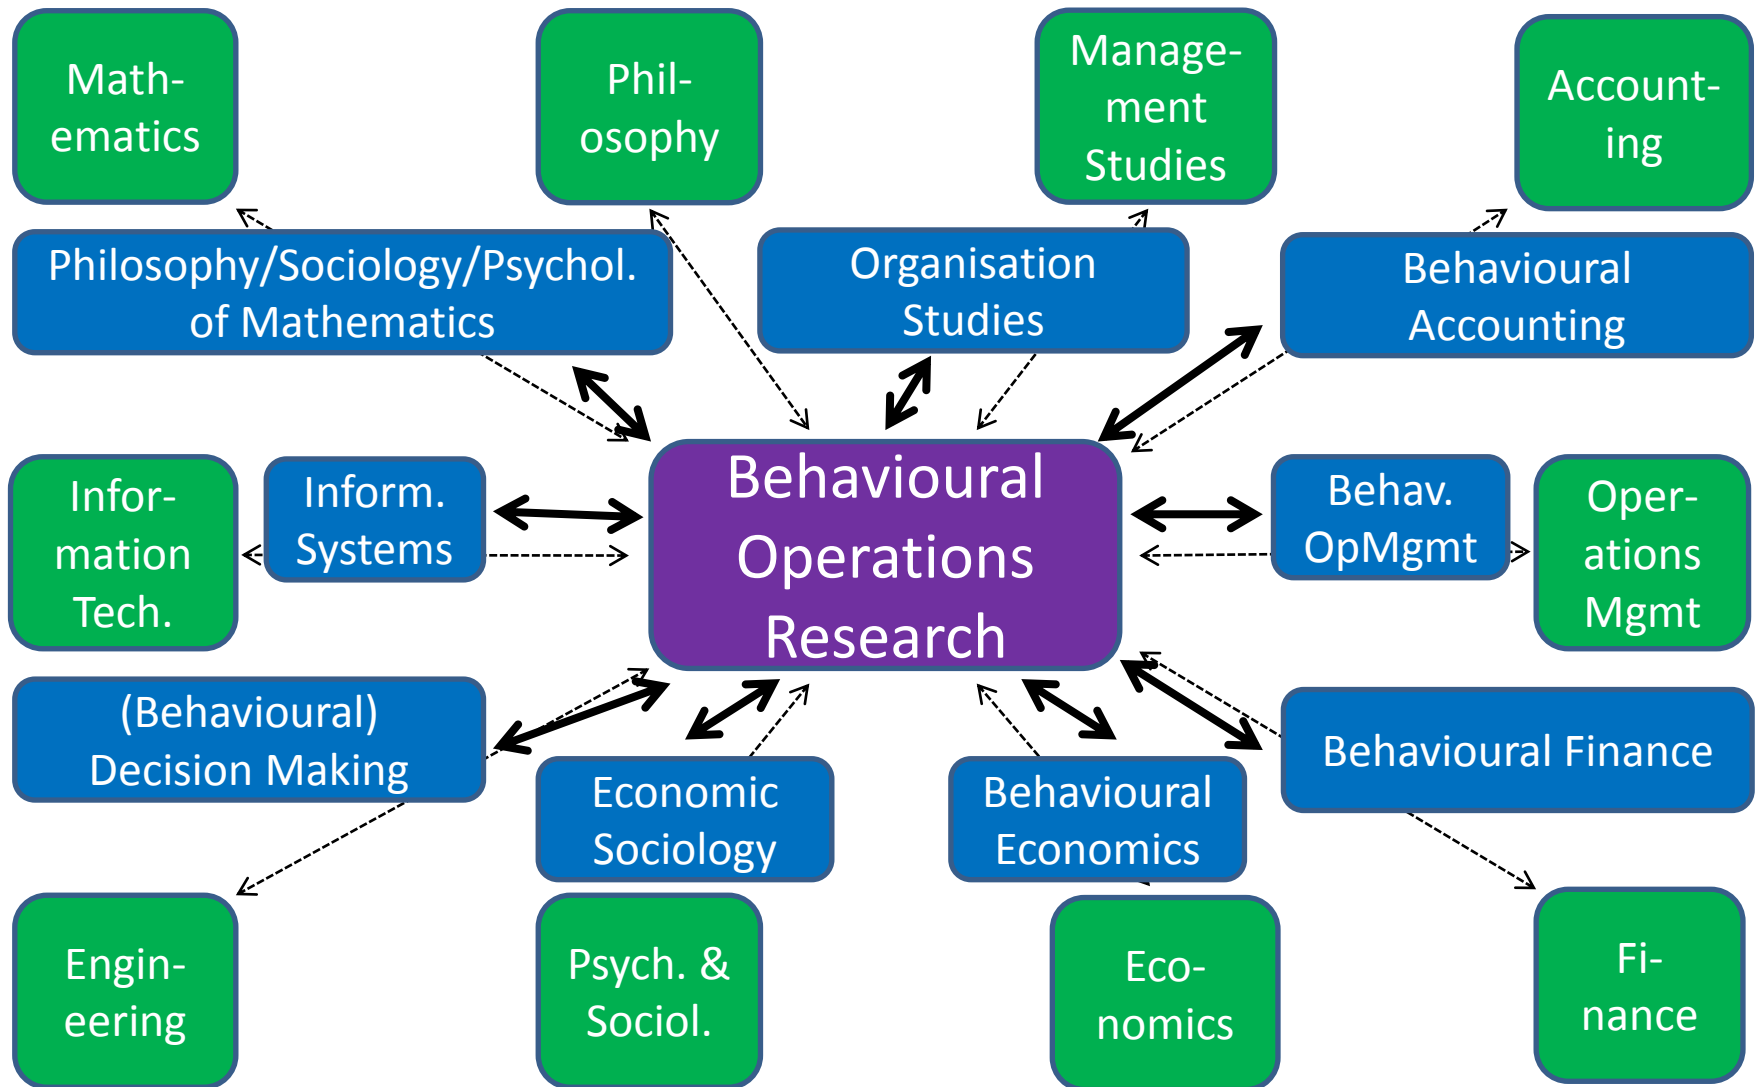 Math-
ematics
Phil-
osophy
Manage-
ment
Studies
Account-
ing
Philosophy/Sociology/Psychol.
of Mathematics
Organisation
Studies
Behavioural
Accounting
Infor-
mation
Tech.
Inform.
Systems
Behavioural
Operations
Research
Behav.
OpMgmt
Oper-
ations
Mgmt
(Behavioural)
Decision Making
Economic
Sociology
Behavioural
Economics
Behavioural Finance
Engin-
eering
Psych. &
Sociol.
Eco-
nomics
Fi-
nance